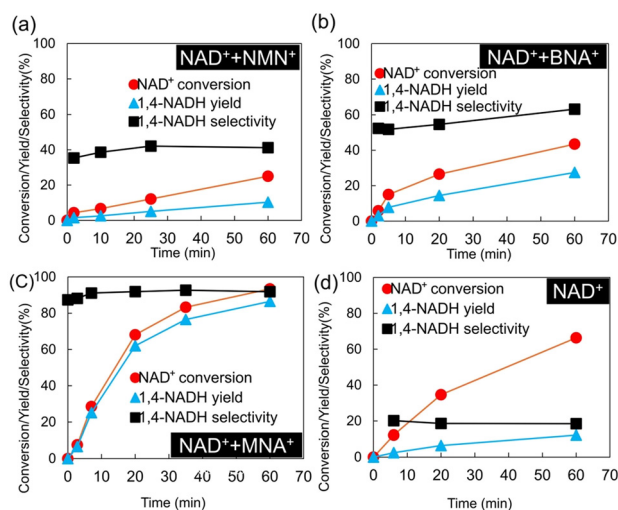 (a)
NAD⁺+NMN⁺
100
80
60
40
20
0
NAD⁺ conversion
1,4-NADH yield
1,4-NADH selectivity
Conversion/Yield/Selectivity(%)
0 10 20 30 40 50 60 70
Time (min)
(b)
NAD⁺+BNA⁺
100
80
60
40
20
0
NAD⁺ conversion
1,4-NADH yield
1,4-NADH selectivity
Conversion/Yield/Selectivity(%)
0 10 20 30 40 50 60 70
Time (min)
(C)
100
80
60
40
20
0
NAD⁺ conversion
1,4-NADH yield
1,4-NADH selectivity
NAD⁺+MNA⁺
Conversion/Yield/Selectivity(%)
0 10 20 30 40 50 60 70
Time (min)
(d)
NAD⁺
100
80
60
40
20
0
NAD⁺ conversion
1,4-NADH yield
1,4-NADH selectivity
Conversion/Yield/Selectivity(%)
0 10 20 30 40 50 60 70
Time (min)